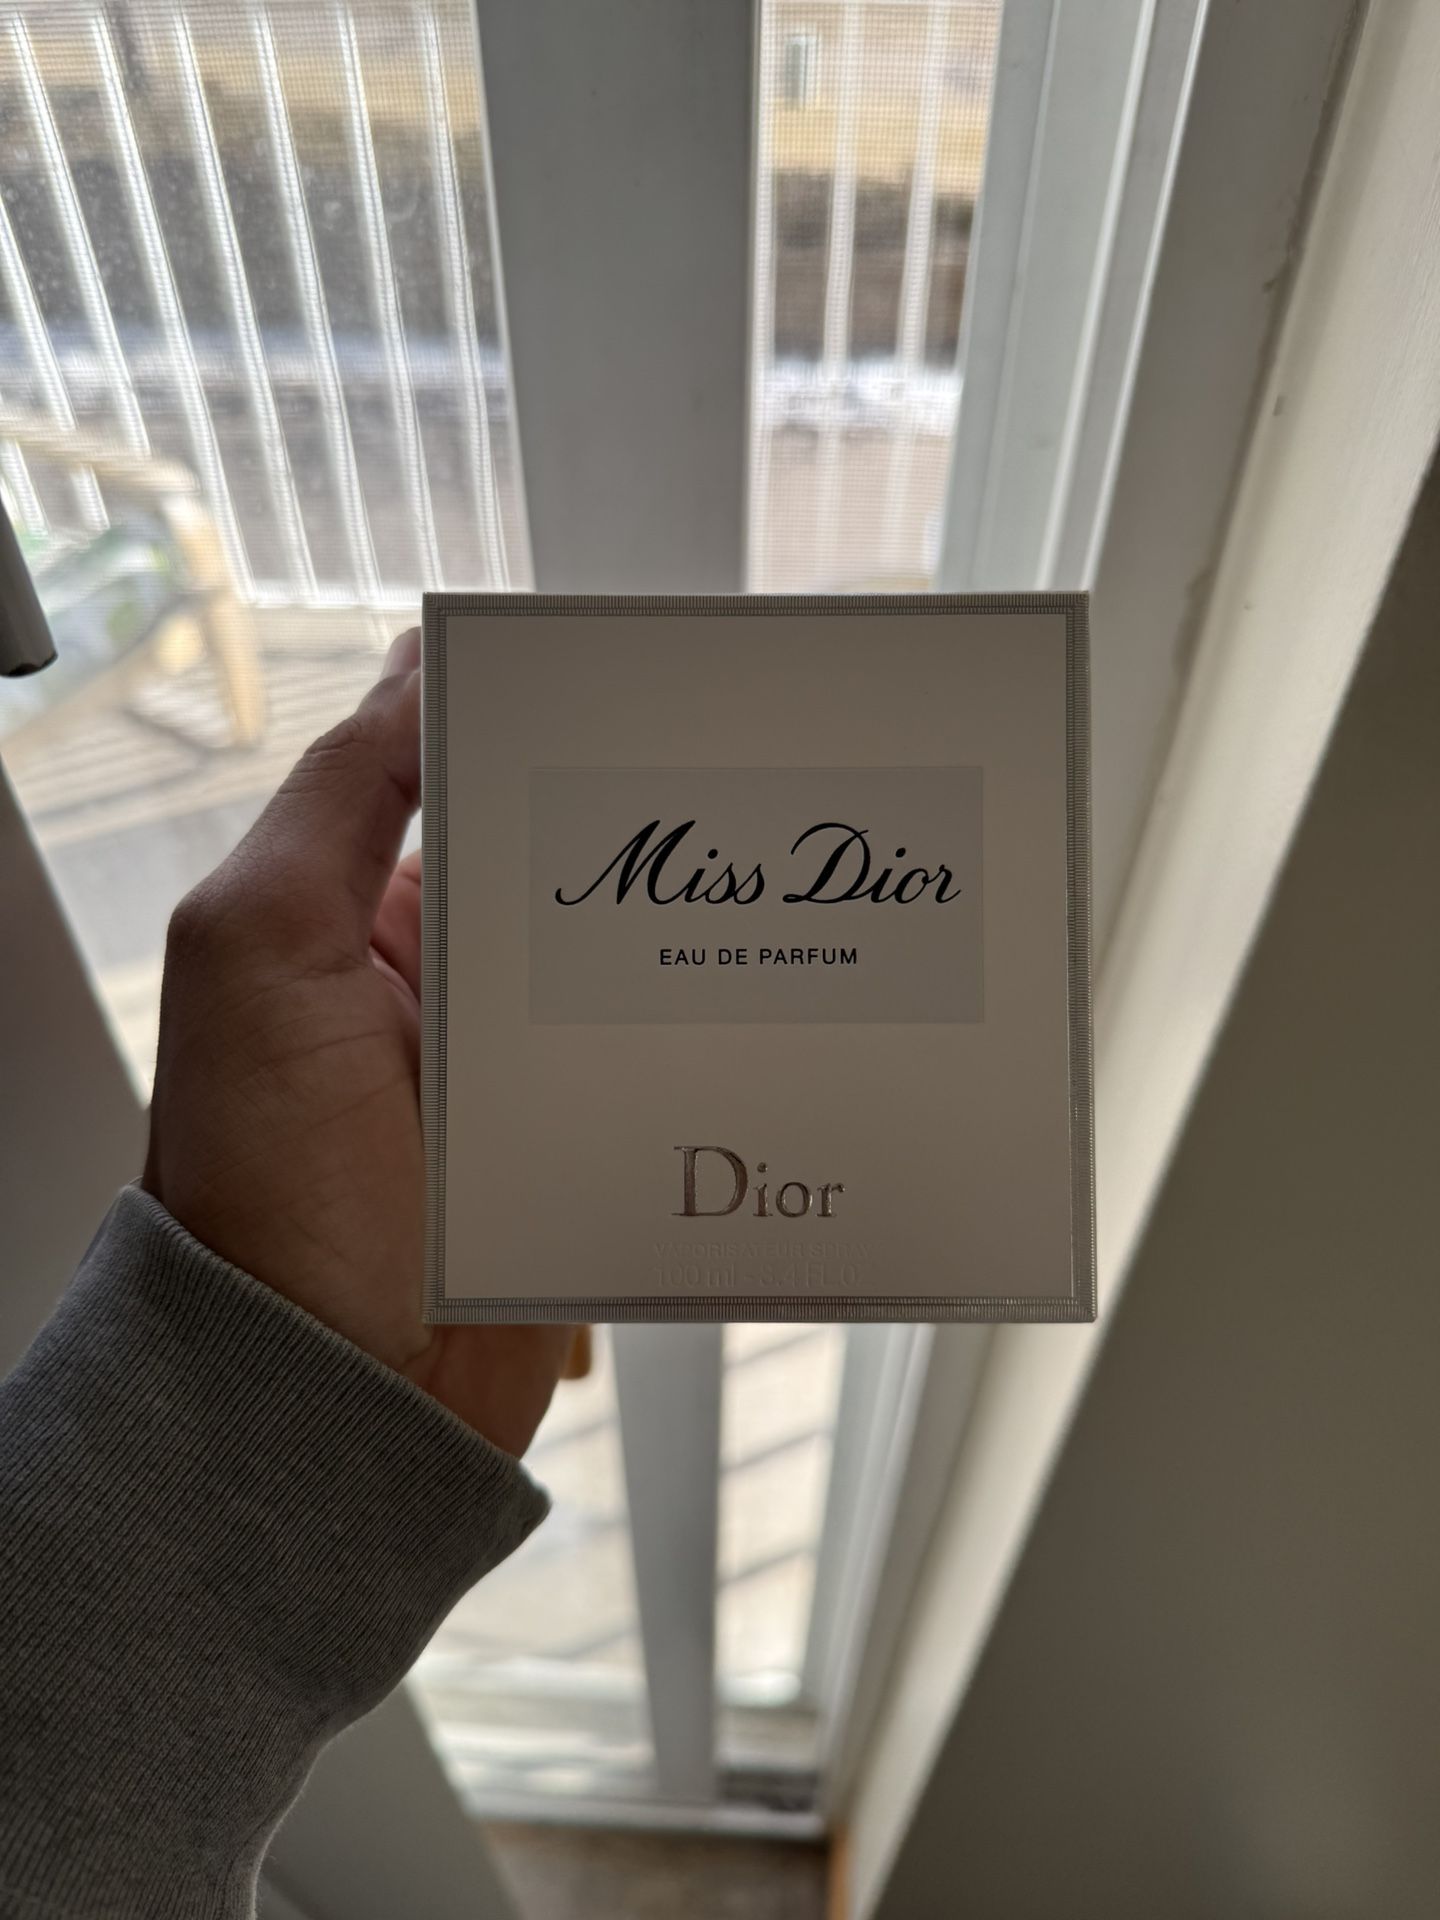 Miss Dior
EAU DE PARFUM
Dior
VAPORISATEUR SPRAY
100 ml - 3.4 FL.OZ